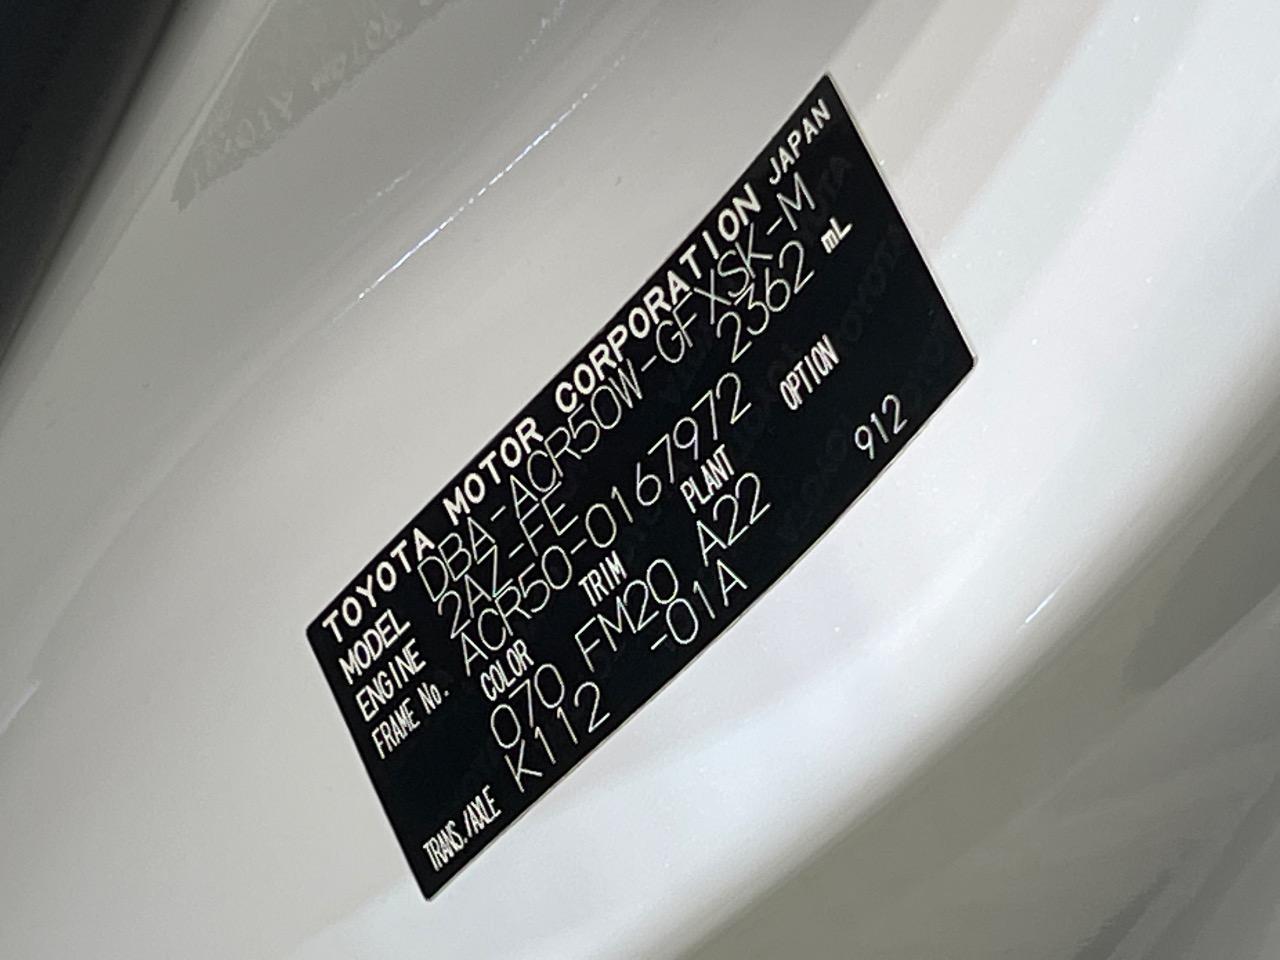 TOYOTA MOTOR CORPORATION JAPAN
MODEL DBA-ACR50W-GFXSK-M
ENGINE 2AZ-FE 2362 mL
FRAME No. ACR50-0167972
COLOR TRIM PLANT OPTION
070 FM20 A22 912
TRANS./AXLE K112 -01A